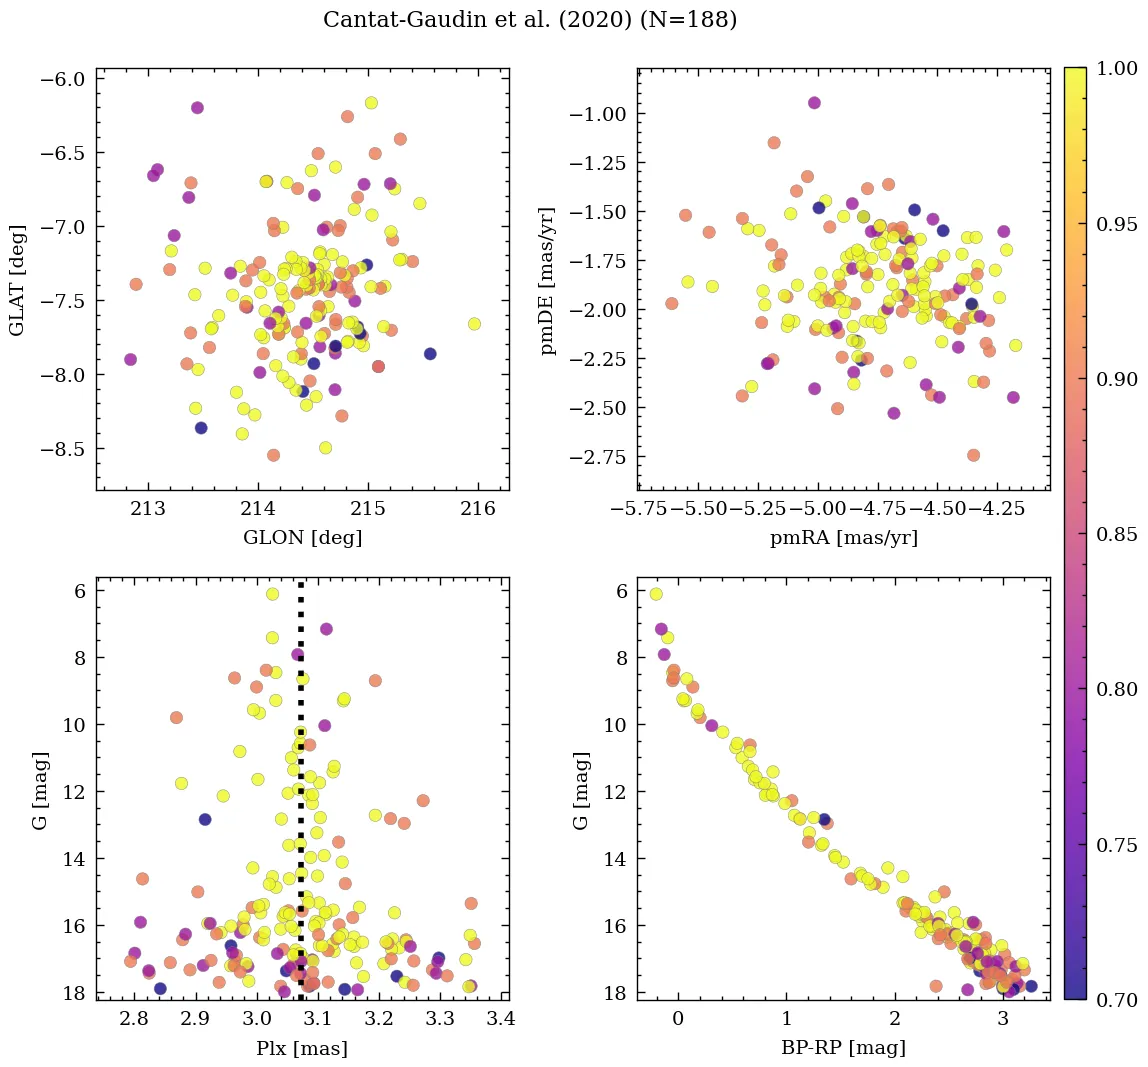 Cantat-Gaudin et al. (2020) (N=188)
−6.0
−6.5
−7.0
−7.5
−8.0
−8.5
GLAT [deg]
213 214 215 216
GLON [deg]
−1.00
−1.25
−1.50
−1.75
−2.00
−2.25
−2.50
−2.75
pmDE [mas/yr]
−5.75 −5.50 −5.25 −5.00 −4.75 −4.50 −4.25
pmRA [mas/yr]
6
8
10
12
14
16
18
G [mag]
2.8 2.9 3.0 3.1 3.2 3.3 3.4
Plx [mas]
6
8
10
12
14
16
18
G [mag]
0 1 2 3
BP-RP [mag]
1.00
0.95
0.90
0.85
0.80
0.75
0.70